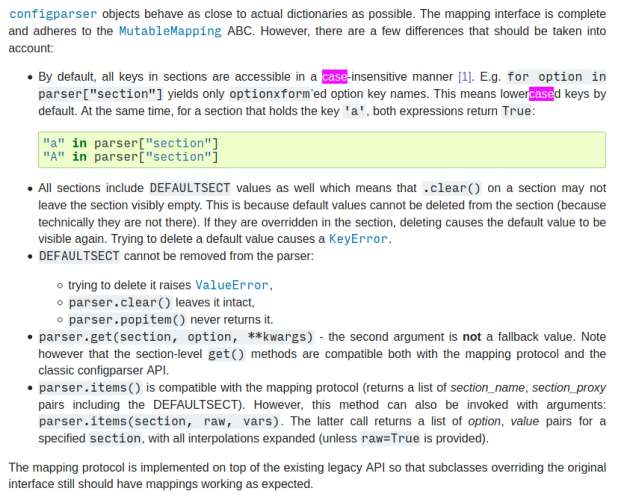 configparser objects behave as close to actual dictionaries as possible. The mapping interface is complete
and adheres to the MutableMapping ABC. However, there are a few differences that should be taken into
account:
• By default, all keys in sections are accessible in a case-insensitive manner [1]. E.g. for option in
parser["section"] yields only optionxform'ed option key names. This means lowercased keys by
default. At the same time, for a section that holds the key 'a', both expressions return True:
"a" in parser["section"]
"A" in parser["section"]
• All sections include DEFAULTSECT values as well which means that .clear() on a section may not
leave the section visibly empty. This is because default values cannot be deleted from the section (because
technically they are not there). If they are overridden in the section, deleting causes the default value to be
visible again. Trying to delete a default value causes a KeyError.
• DEFAULTSECT cannot be removed from the parser:
◦ trying to delete it raises ValueError,
◦ parser.clear() leaves it intact,
◦ parser.popitem() never returns it.
• parser.get(section, option, **kwargs) - the second argument is not a fallback value. Note
however that the section-level get() methods are compatible both with the mapping protocol and the
classic configparser API.
• parser.items() is compatible with the mapping protocol (returns a list of section_name, section_proxy
pairs including the DEFAULTSECT). However, this method can also be invoked with arguments:
parser.items(section, raw, vars). The latter call returns a list of option, value pairs for a
specified section, with all interpolations expanded (unless raw=True is provided).
The mapping protocol is implemented on top of the existing legacy API so that subclasses overriding the original
interface still should have mappings working as expected.